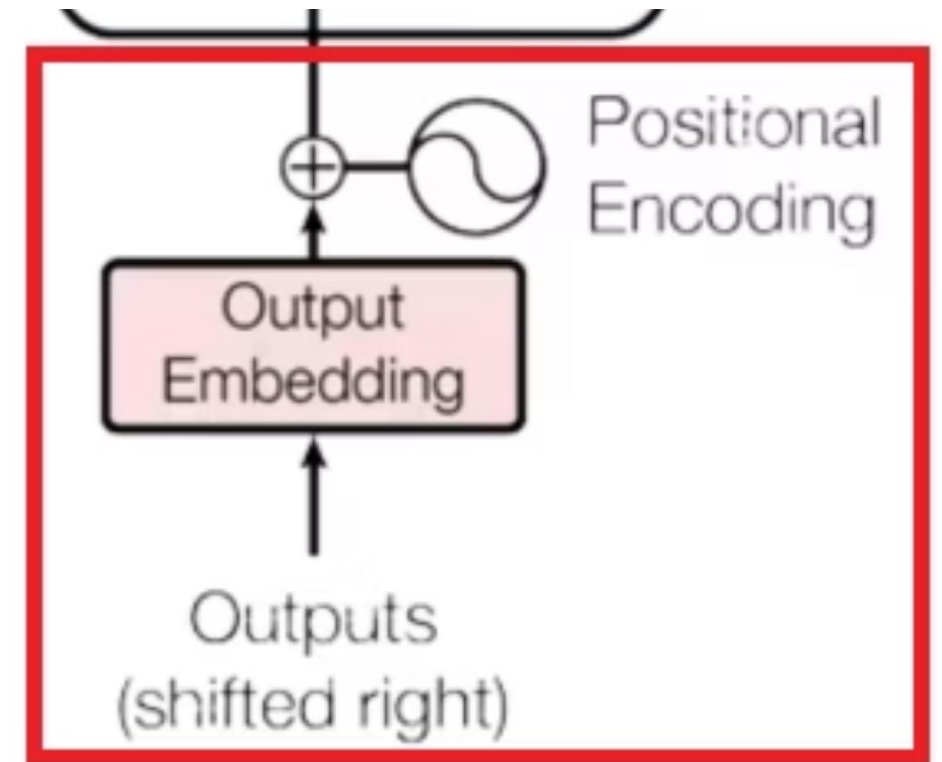 Positional
Encoding
Output
Embedding
Outputs
(shifted right)